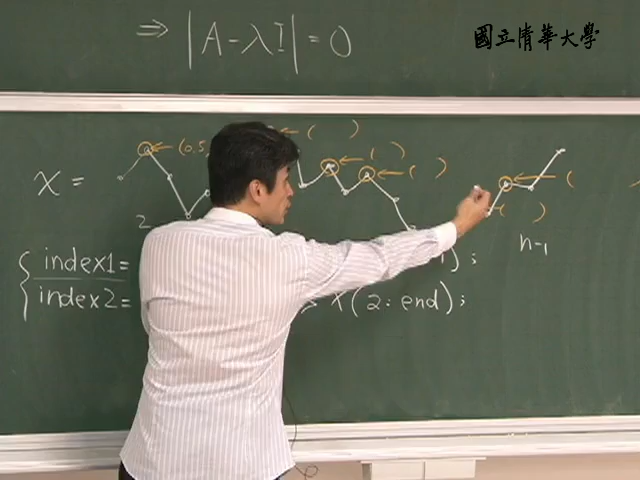 ⇒ |A-λI| = 0
國立清華大學
x =
(0.5
( )
( )
( )
(
( )
2
n-1
index1=
);
index2=
x(2:end);